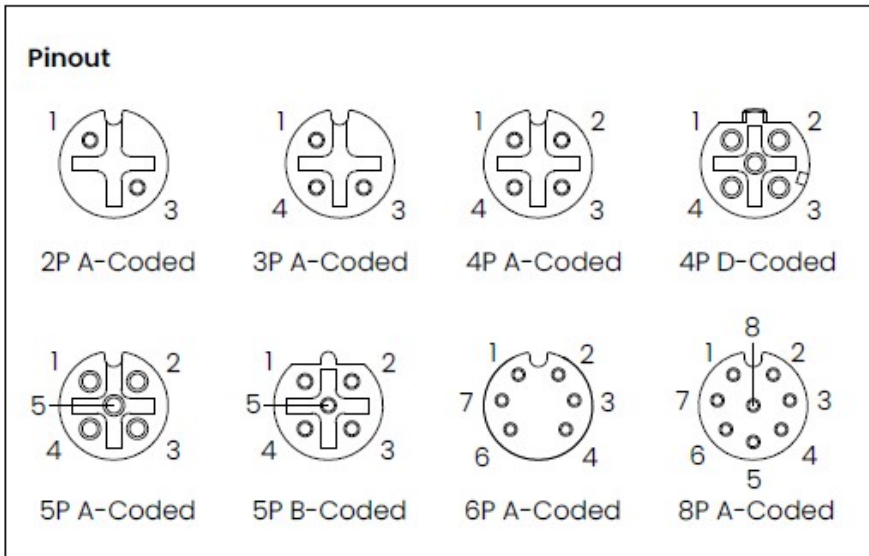 Pinout
1
3
2P A-Coded
1
4 3
3P A-Coded
1 2
4 3
4P A-Coded
1 2
4 3
4P D-Coded
1 2
5
4 3
5P A-Coded
1 2
5
4 3
5P B-Coded
1 2
7 3
6 4
6P A-Coded
8
1 2
7 3
6 4
5
8P A-Coded